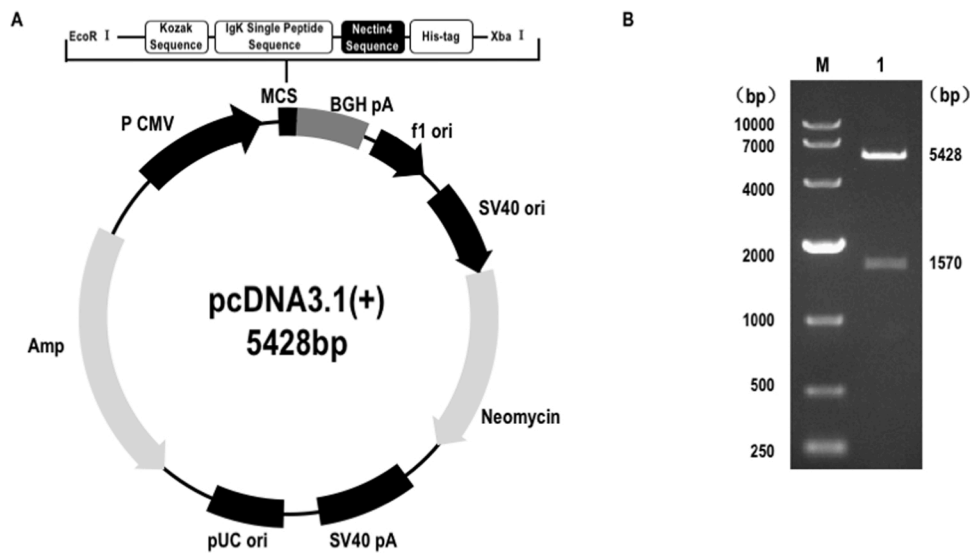 A
EcoR Ⅰ
Kozak
Sequence
IgK Single Peptide
Sequence
Nectin4
Sequence
His-tag
Xba Ⅰ
MCS
BGH pA
P CMV
f1 ori
SV40 ori
pcDNA3.1(+)
5428bp
Amp
Neomycin
pUC ori
SV40 pA
B
M 1
(bp) (bp)
10000
7000
5428
4000
2000
1570
1000
500
250